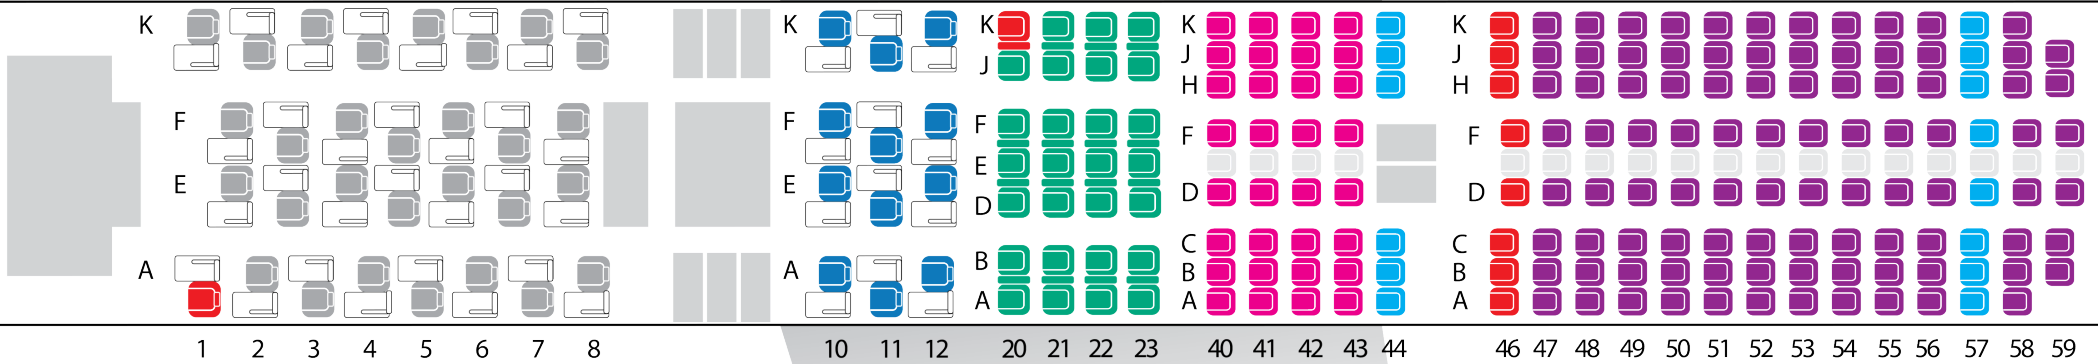 K K K K K
J J J
H H
F F F F F
E E E
D D D
C C
A A B B B
A A A
1 2 3 4 5 6 7 8 10 11 12 20 21 22 23 40 41 42 43 44 46 47 48 49 50 51 52 53 54 55 56 57 58 59